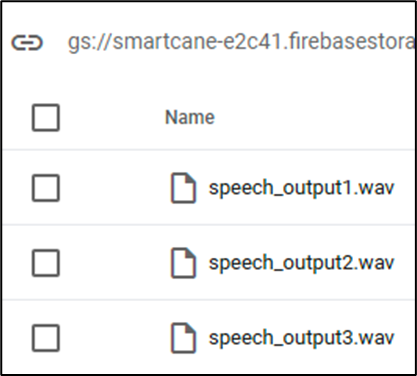 gs://smartcane-e2c41.firebasestora
Name
speech_output1.wav
speech_output2.wav
speech_output3.wav